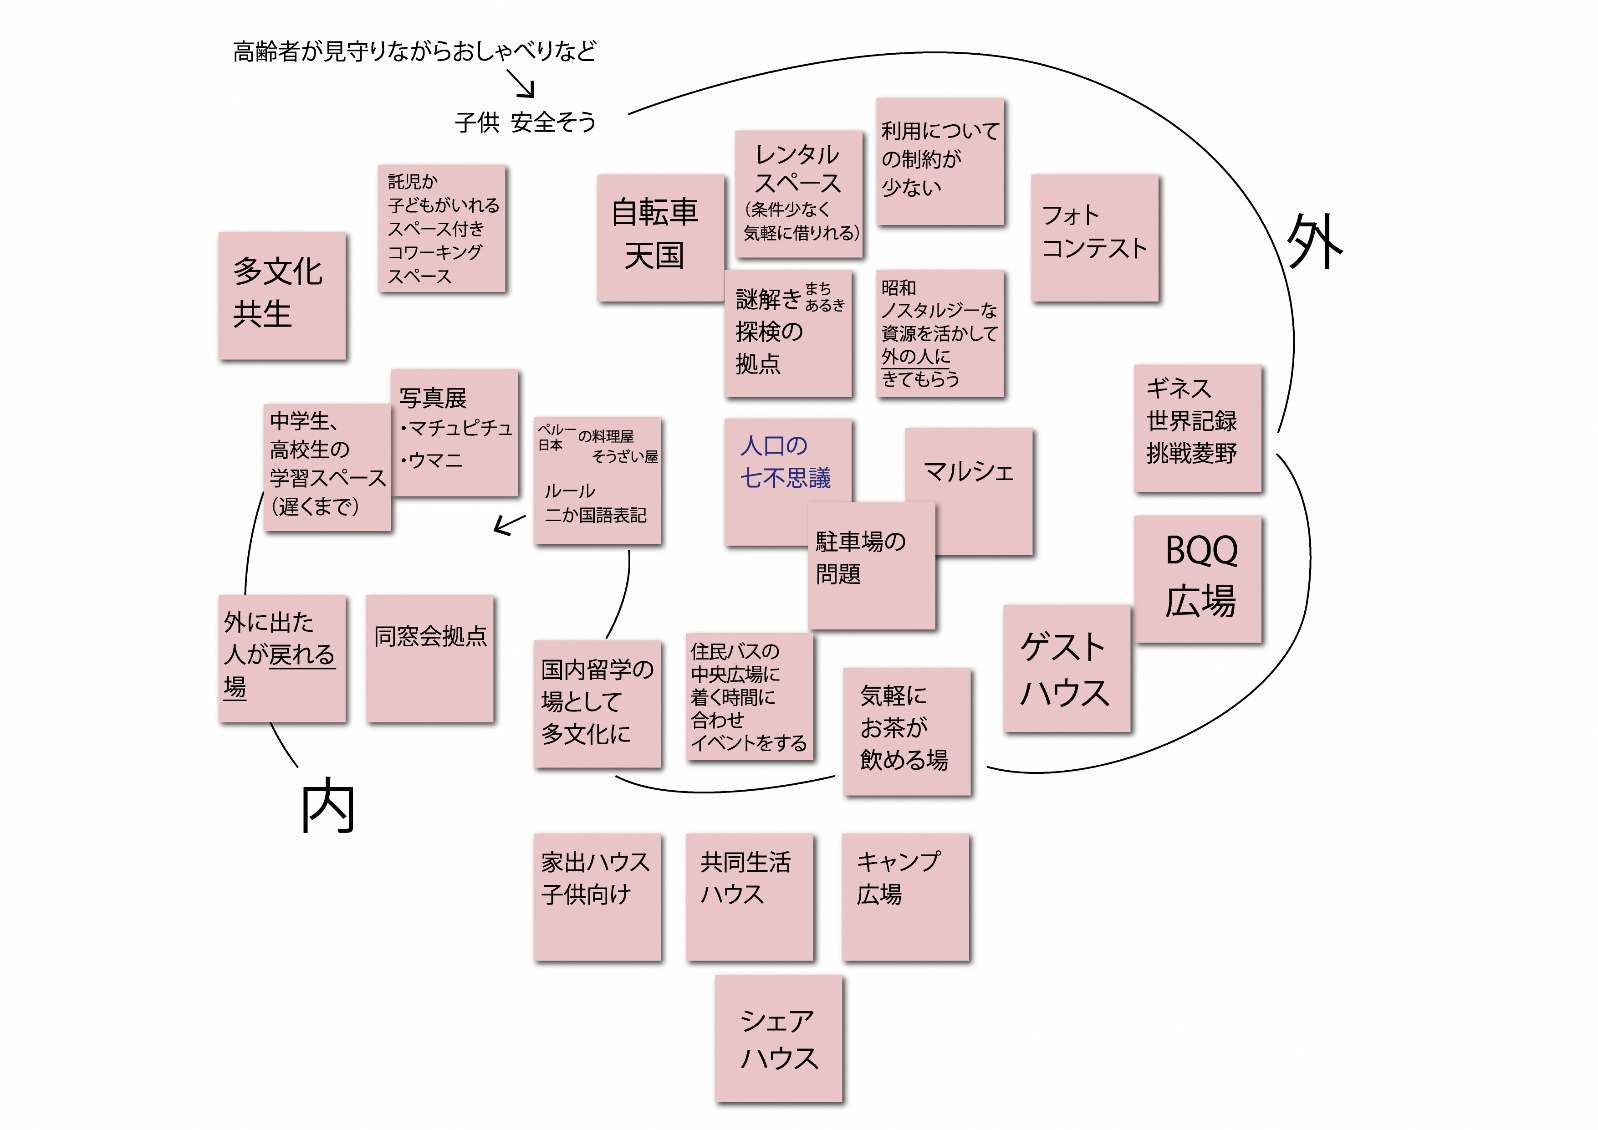 高齢者が見守りながらおしゃべりなど
子供 安全そう
託児か
子どもがいれる
スペース付き
コワーキング
スペース
多文化
共生
自転車
天国
レンタル
スペース
(条件少なく
気軽に借りれる)
利用について
の制約が
少ない
フォト
コンテスト
外
謎解き まち
あるき
探検の
拠点
昭和
ノスタルジーな
資源を活かして
外の人に
きてもらう
ギネス
世界記録
挑戦菱野
中学生、
高校生の
学習スペース
(遅くまで)
写真展
・マチュピチュ
・ウマニ
ペルー
日本
の料理屋
そうざい屋
ルール
二か国語表記
人口の
七不思議
マルシェ
駐車場の
問題
BQQ
広場
外に出た
人が戻れる
場
同窓会拠点
国内留学の
場として
多文化に
住民バスの
中央広場に
着く時間に
合わせ
イベントをする
気軽に
お茶が
飲める場
ゲスト
ハウス
内
家出ハウス
子供向け
共同生活
ハウス
キャンプ
広場
シェア
ハウス